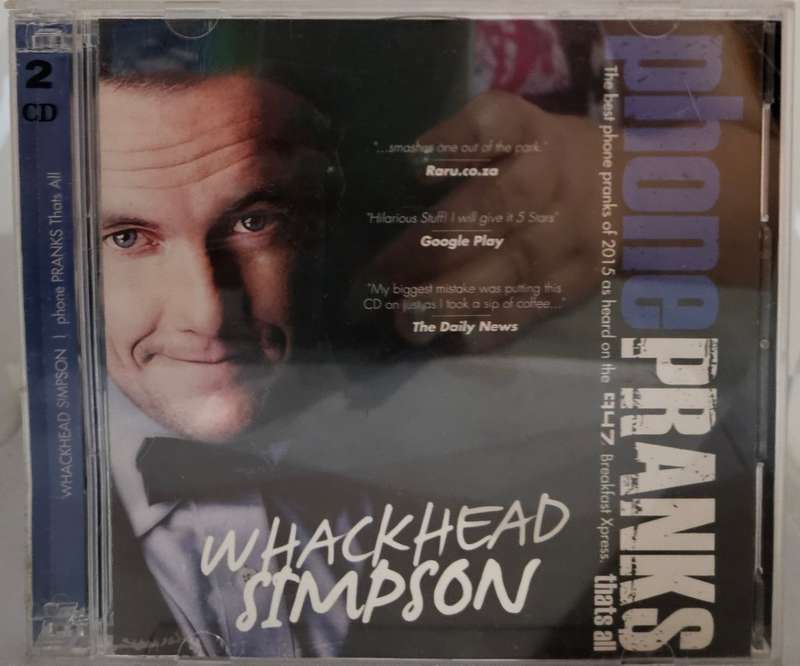 2
CD
WHACKHEAD SIMPSON | phone PRANKS Thats All
"...smashes one out of the park."
Raru.co.za
"Hilarious Stuff! I will give it 5 Stars"
Google Play
"My biggest mistake was putting this
CD on just as I took a sip of coffee..."
The Daily News
WHACKHEAD
SIMPSON
phone PRANKS
The best phone pranks of 2015 as heard on the 947 Breakfast Xpress.
thats all